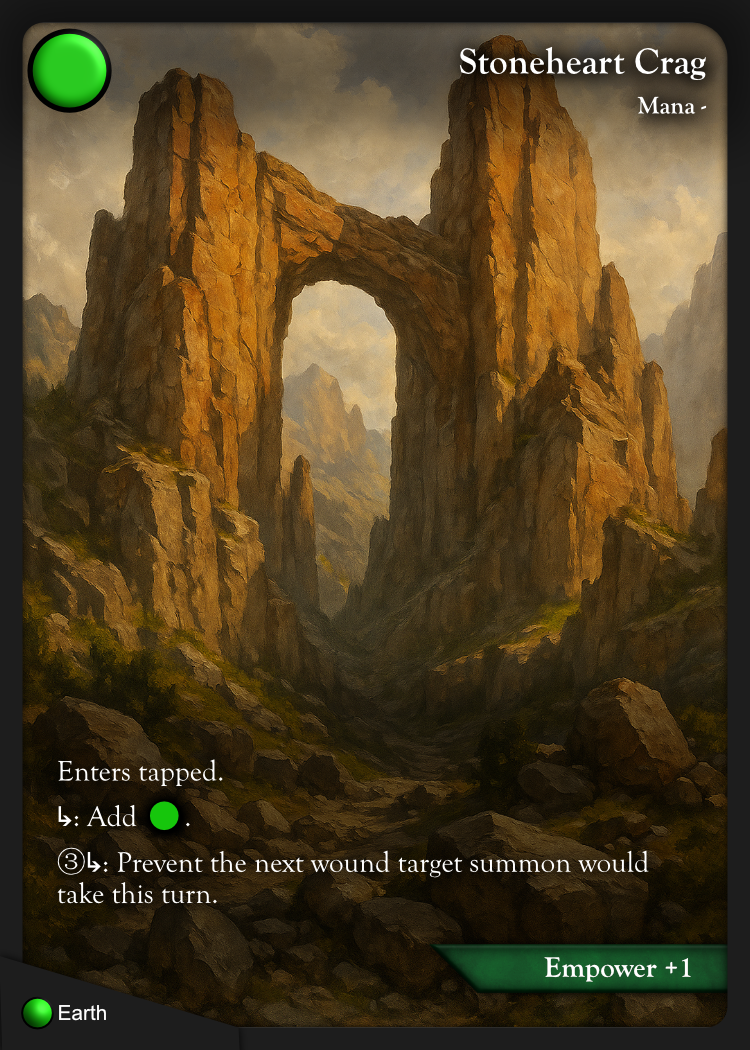 Stoneheart Crag
Mana -
Enters tapped.
↳: Add .
③↳: Prevent the next wound target summon would
take this turn.
Empower +1
Earth